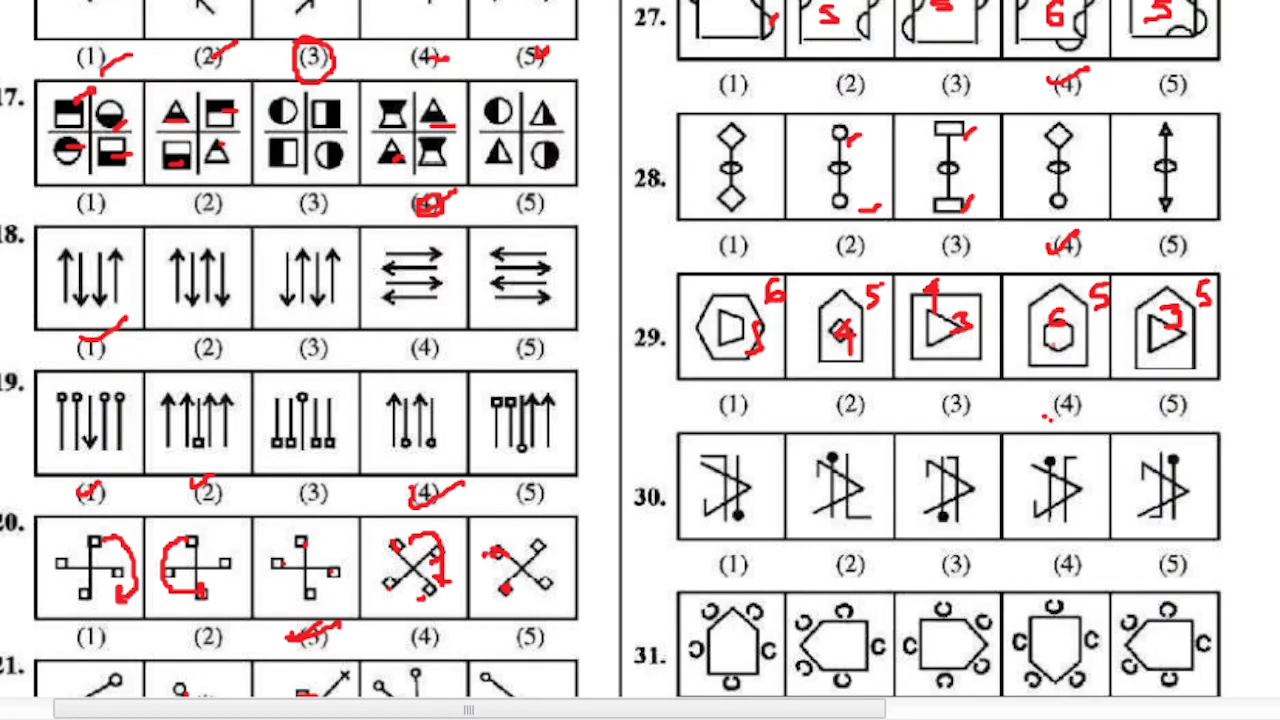 (1) (2) (3) (4) (5)
17.
(1) (2) (3) (5)
18.
(1) (2) (3) (4) (5)
19.
(1) (2) (3) (4) (5)
20.
(1) (2) (3) (4) (5)
21.
27.
5 6 5
(1) (2) (3) (4) (5)
28.
(1) (2) (3) (4) (5)
29.
6 5 5 4 5 5
4 3 6 3
(1) (2) (3) (4) (5)
30.
(1) (2) (3) (4) (5)
31.
C C C C C